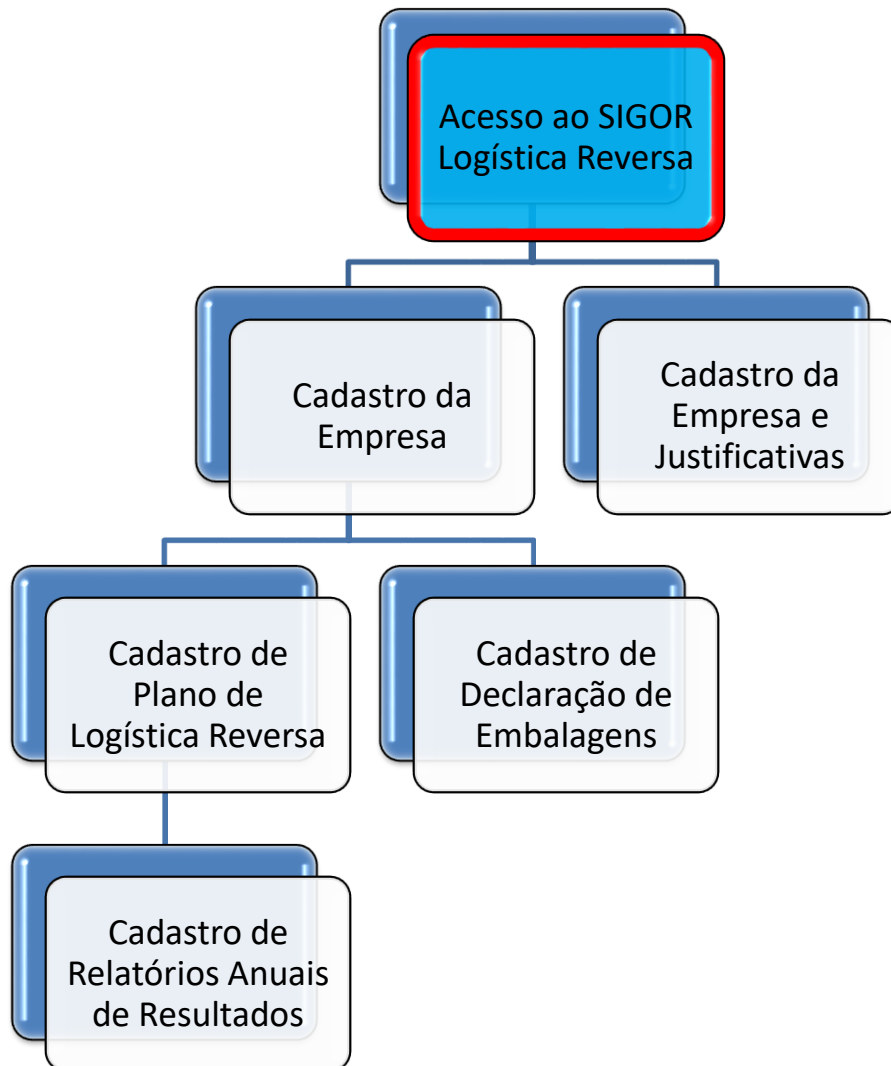 Acesso ao SIGOR
Logística Reversa
Cadastro da
Empresa
Cadastro da
Empresa e
Justificativas
Cadastro de
Plano de
Logística Reversa
Cadastro de
Declaração de
Embalagens
Cadastro de
Relatórios Anuais
de Resultados